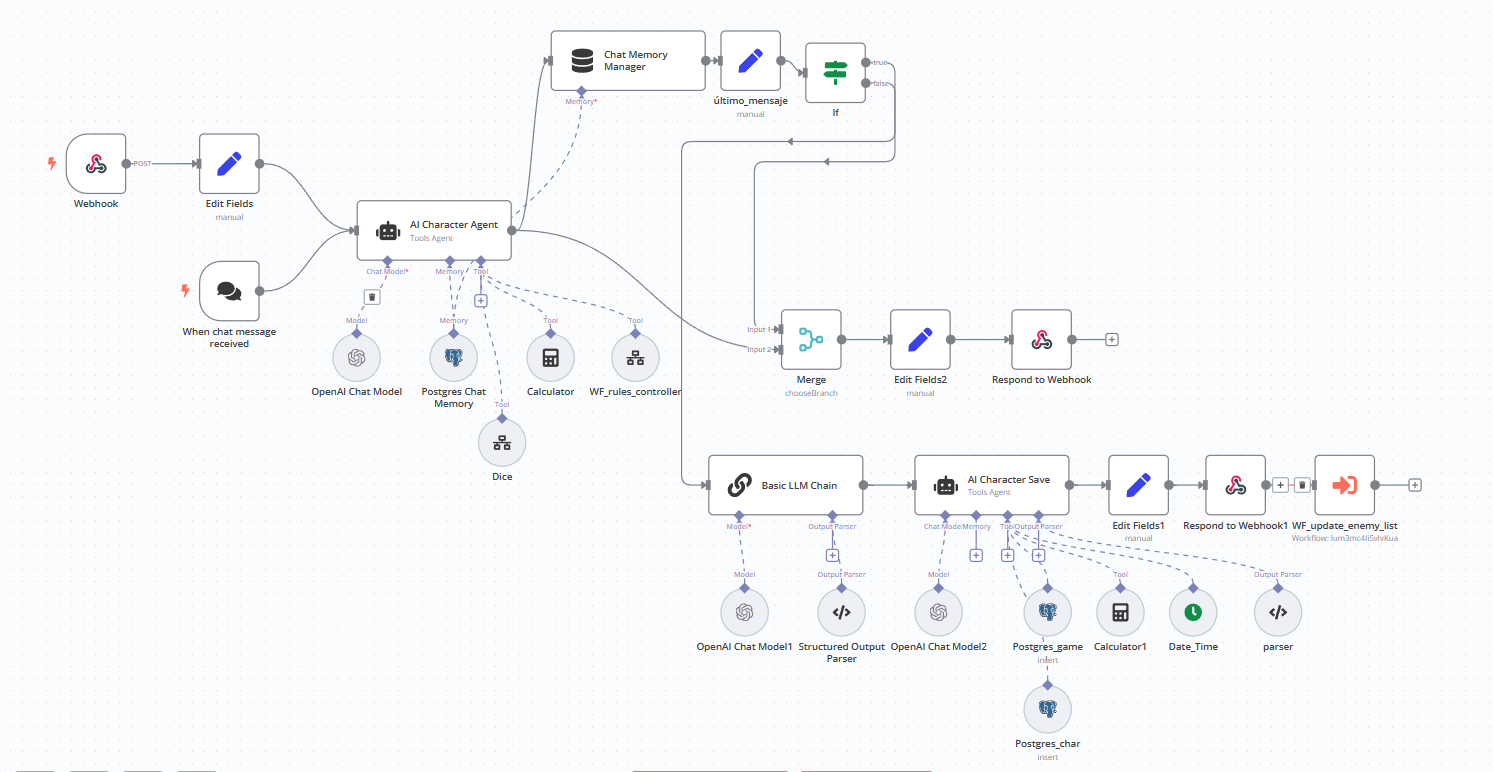 Chat Memory
Manager
Memory*
último_mensaje
manual
true
false
If
Webhook
POST
Edit Fields
manual
When chat message
received
AI Character Agent
Tools Agent
Chat Model*
Memory
Tool
Model
OpenAI Chat Model
Memory
Postgres Chat
Memory
Tool
Calculator
Tool
WF_rules_controller
Tool
Dice
Input 1
Input 2
Merge
chooseBranch
Edit Fields2
manual
Respond to Webhook
Basic LLM Chain
Model*
Output Parser
AI Character Save
Tools Agent
Chat Model
Memory
Tool
Output Parser
Edit Fields1
manual
Respond to Webhook1
WF_update_enemy_list
Model
OpenAI Chat Model1
Output Parser
Structured Output
Parser
Model
OpenAI Chat Model2
Postgres_game
insert
Tool
Calculator1
Date_Time
Output Parser
parser
Postgres_char
insert